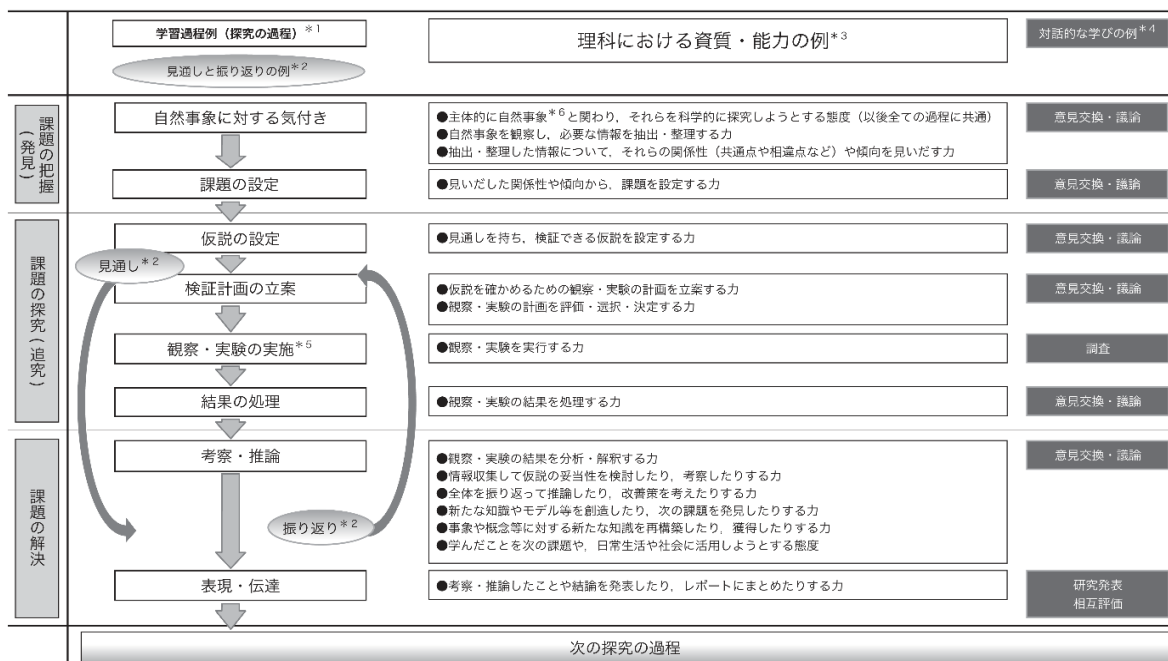 学習過程例(探究の過程)*1
見通しと振り返りの例*2
理科における資質・能力の例*3
対話的な学びの例*4
課題の把握(発見)
自然事象に対する気付き
●主体的に自然事象*6と関わり,それらを科学的に探究しようとする態度(以後全ての過程に共通)
●自然事象を観察し,必要な情報を抽出・整理する力
●抽出・整理した情報について,それらの関係性(共通点や相違点など)や傾向を見いだす力
意見交換・議論
課題の設定
●見いだした関係性や傾向から,課題を設定する力
意見交換・議論
課題の探究(追究)
仮説の設定
●見通しを持ち,検証できる仮説を設定する力
意見交換・議論
見通し*2
検証計画の立案
●仮説を確かめるための観察・実験の計画を立案する力
●観察・実験の計画を評価・選択・決定する力
意見交換・議論
観察・実験の実施*5
●観察・実験を実行する力
調査
結果の処理
●観察・実験の結果を処理する力
意見交換・議論
課題の解決
考察・推論
●観察・実験の結果を分析・解釈する力
●情報収集して仮説の妥当性を検討したり,考察したりする力
●全体を振り返って推論したり,改善策を考えたりする力
●新たな知識やモデル等を創造したり,次の課題を発見したりする力
●事象や概念等に対する新たな知識を再構築したり,獲得したりする力
●学んだことを次の課題や,日常生活や社会に活用しようとする態度
意見交換・議論
振り返り*2
表現・伝達
●考察・推論したことや結論を発表したり,レポートにまとめたりする力
研究発表
相互評価
次の探究の過程